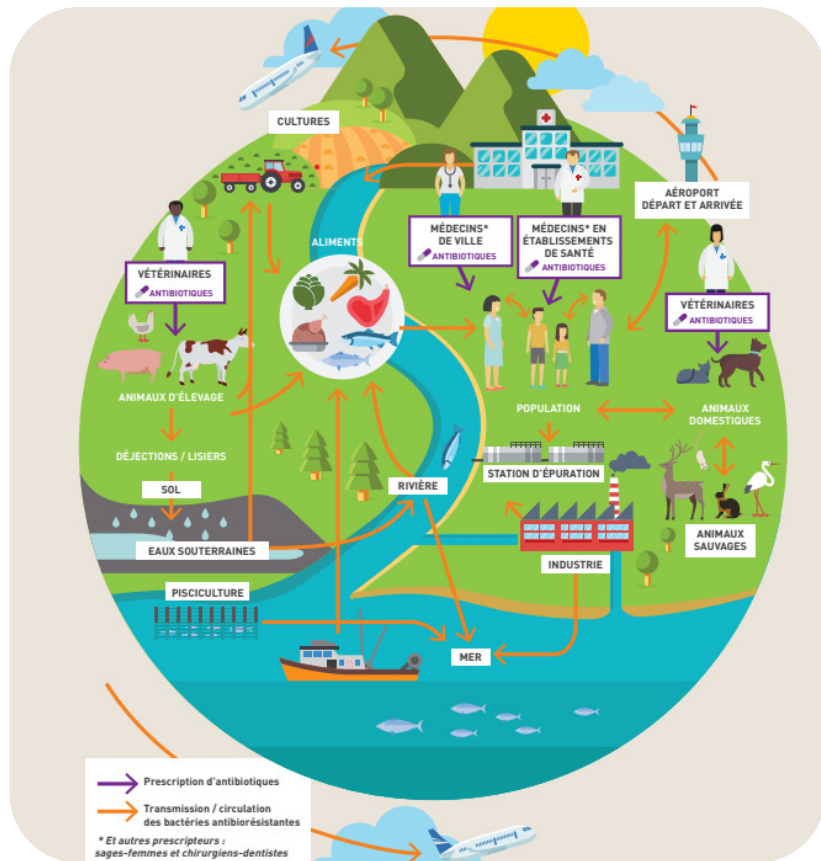 CULTURES
AÉROPORT
DÉPART ET ARRIVÉE
MÉDECINS*
DE VILLE
ANTIBIOTIQUES
MÉDECINS* EN
ÉTABLISSEMENTS
DE SANTÉ
ANTIBIOTIQUES
ALIMENTS
VÉTÉRINAIRES
ANTIBIOTIQUES
VÉTÉRINAIRES
ANTIBIOTIQUES
ANIMAUX D'ÉLEVAGE
POPULATION
ANIMAUX
DOMESTIQUES
DÉJECTIONS / LISIERS
STATION D'ÉPURATION
SOL
RIVIÈRE
ANIMAUX
SAUVAGES
EAUX SOUTERRAINES
INDUSTRIE
PISCICULTURE
MER
Prescription d'antibiotiques
Transmission / circulation
des bactéries antibiorésistantes
* Et autres prescripteurs :
sages-femmes et chirurgiens-dentistes